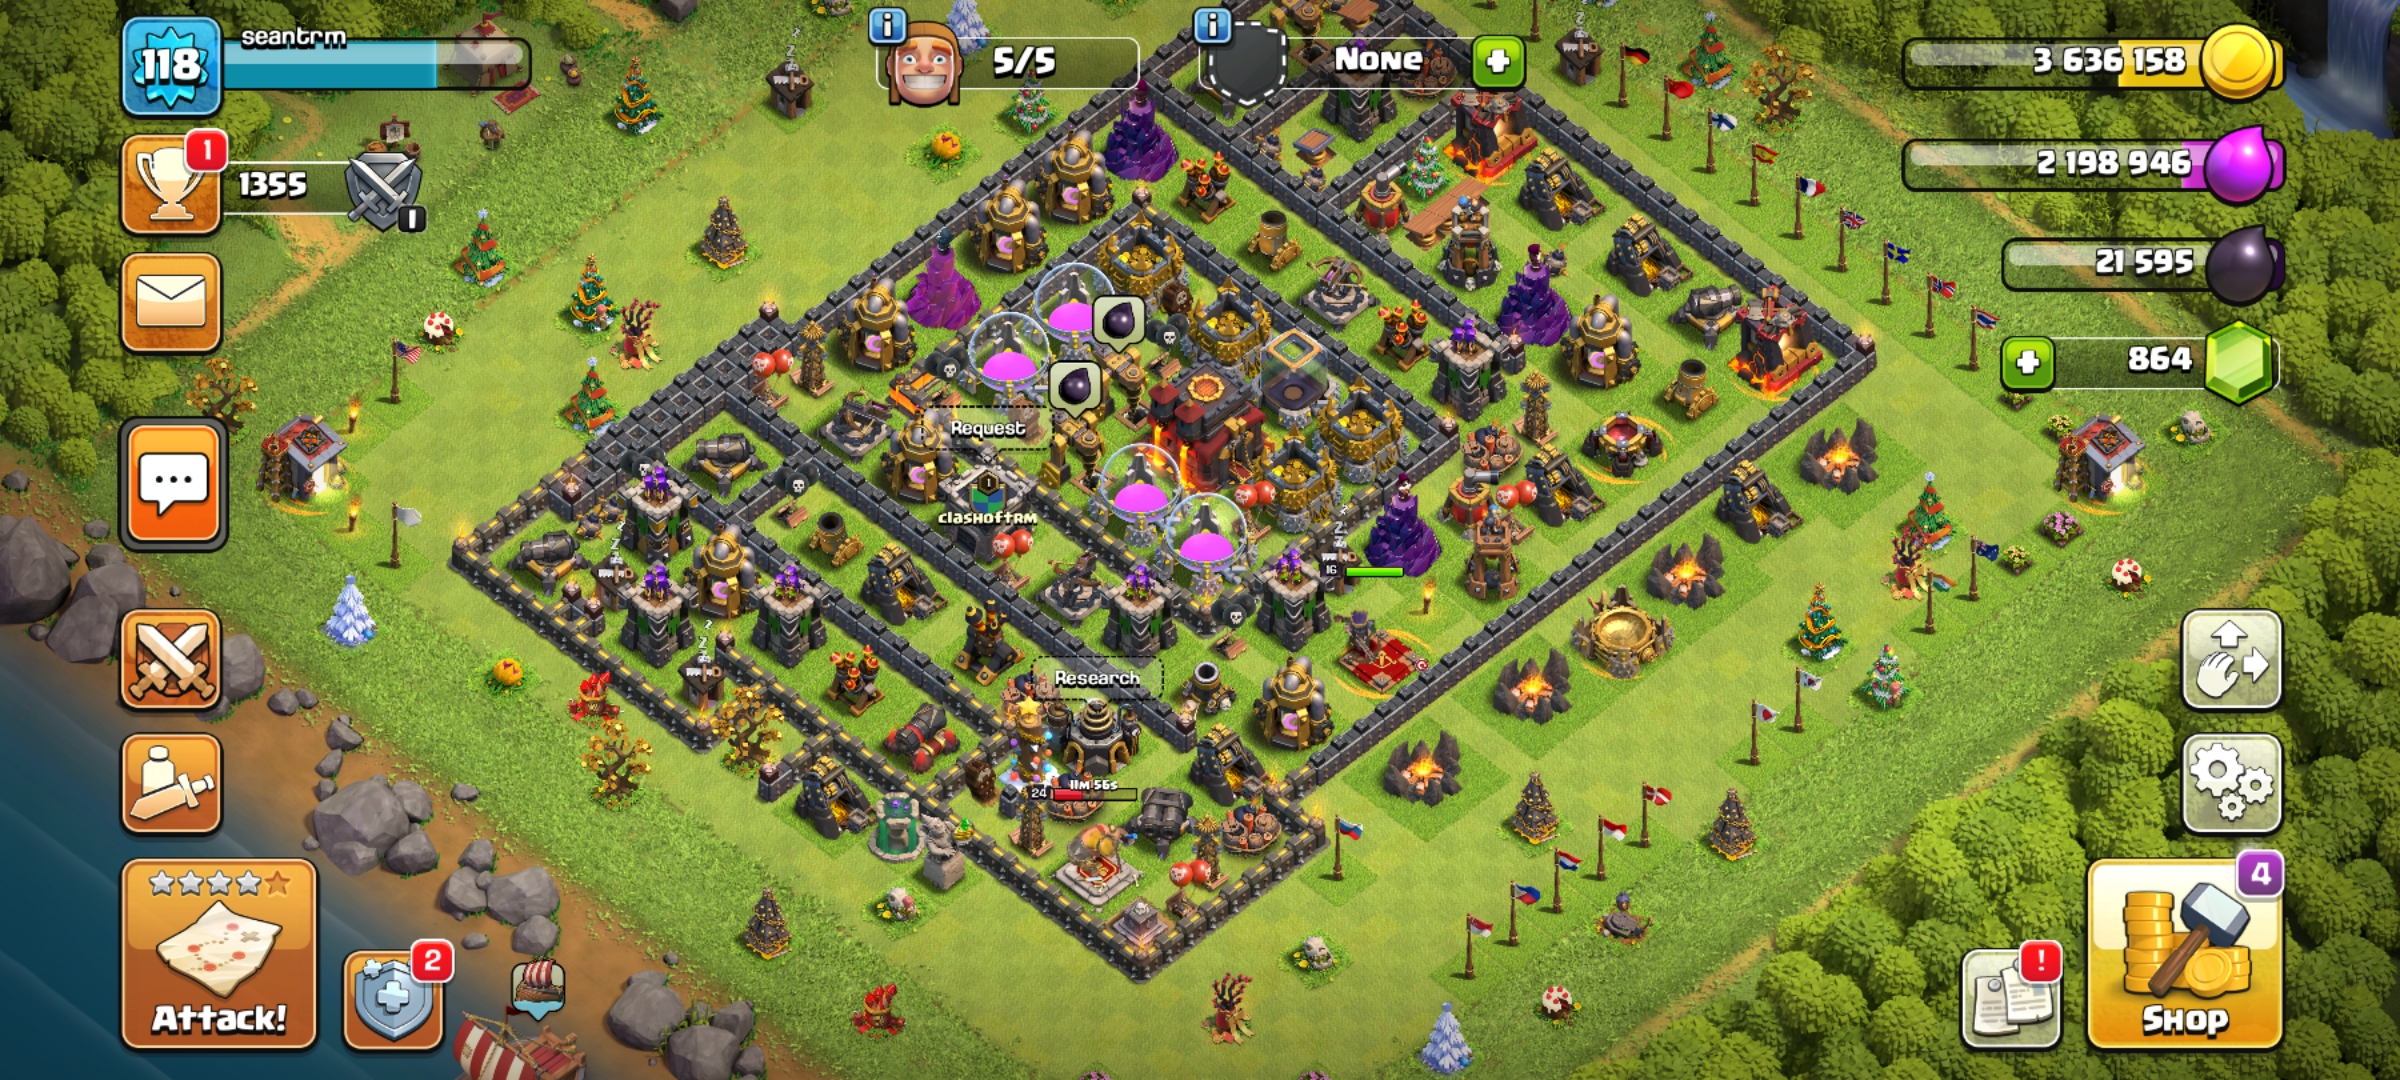 118
seantrm
5/5
None
3 636 158
1
1355
I
2 198 946
21 595
864
Request
1
clashoftrm
16
Research
11M 56s
24
Attack!
2
4
!
Shop